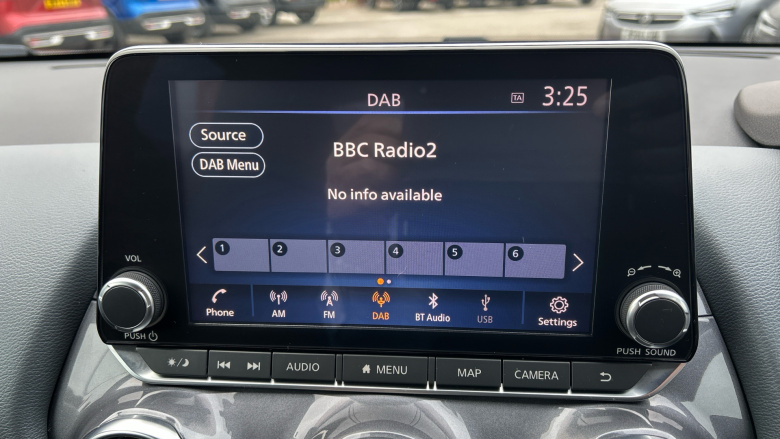 DAB
TA
3:25
Source
BBC Radio2
DAB Menu
No info available
1 2 3 4 5 6
Phone AM FM DAB BT Audio USB Settings
VOL
PUSH
PUSH SOUND
AUDIO MENU MAP CAMERA